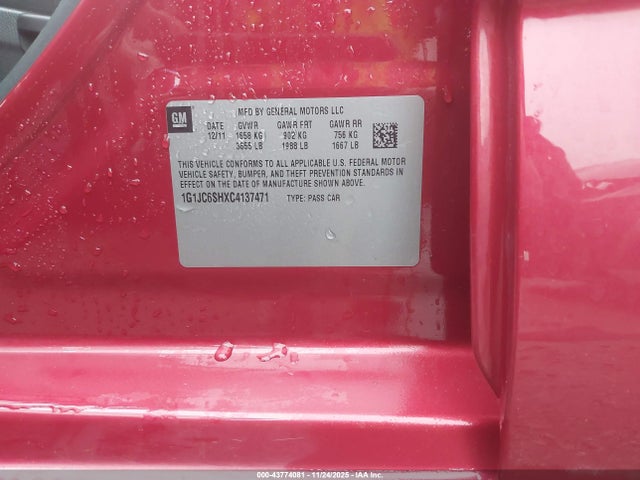 GM
MFD BY GENERAL MOTORS LLC
DATE GVWR GAWR FRT GAWR RR
12/11 1658 KG 902 KG 756 KG
3655 LB 1988 LB 1667 LB
THIS VEHICLE CONFORMS TO ALL APPLICABLE U.S. FEDERAL MOTOR
VEHICLE SAFETY, BUMPER, AND THEFT PREVENTION STANDARDS IN
EFFECT ON THE DATE OF MANUFACTURE SHOWN ABOVE.
1G1JC6SHXC4137471 TYPE: PASS CAR
000-43774081 - 11/24/2025 - IAA Inc.